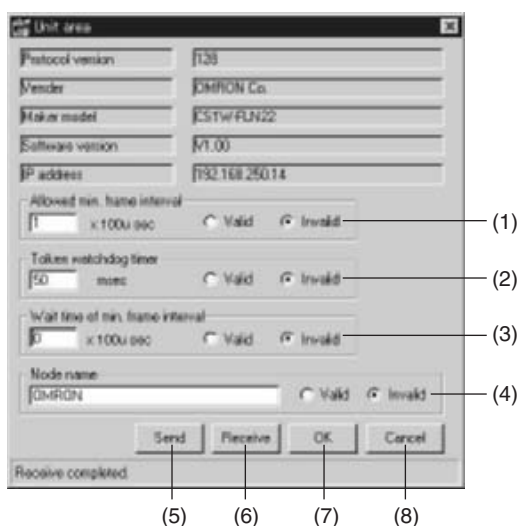 Unit area
Protocol version 128
Vender OMRON Co.
Maker model CS1W-FLN22
Software version V1.00
IP address 192.168.250.14
Allowed min. frame interval
1 x 100u sec Valid Invalid (1)
Token watchdog timer
50 msec Valid Invalid (2)
Wait time of min. frame interval
0 x 100u sec Valid Invalid (3)
Node name
OMRON Valid Invalid (4)
Send Receive OK Cancel
Receive completed.
(5) (6) (7) (8)